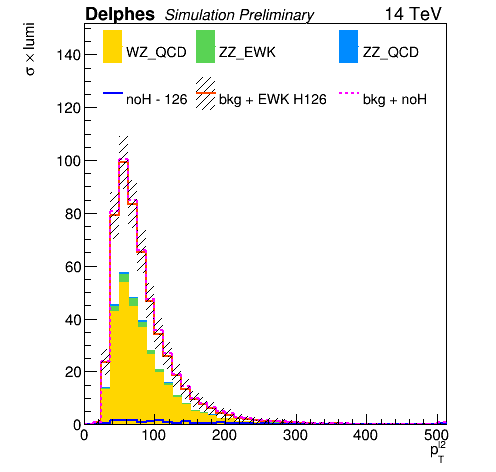 Delphes Simulation Preliminary 14 TeV
σ × lumi
WZ_QCD ZZ_EWK ZZ_QCD
noH - 126 bkg + EWK H126 bkg + noH
140
120
100
80
60
40
20
0
0 100 200 300 400 500
p_T^l2